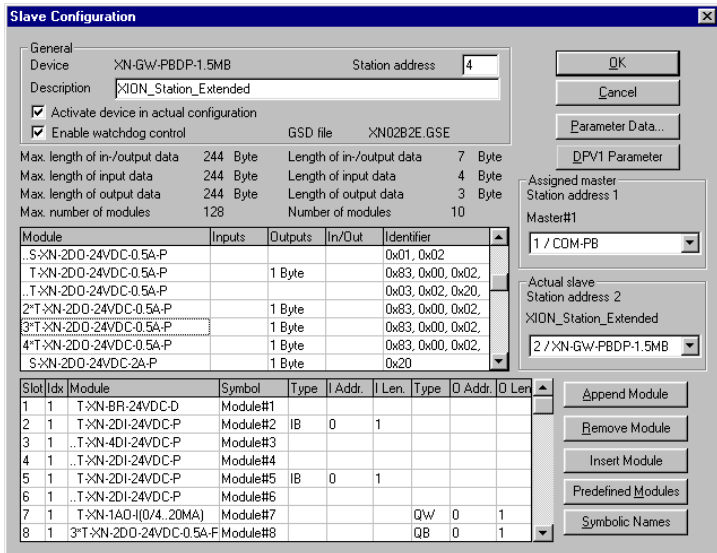 Slave Configuration
General
Device XN-GW-PBDP-1.5MB Station address 4
Description XION_Station_Extended
Activate device in actual configuration
Enable watchdog control GSD file XN02B2E.GSE
OK
Cancel
Parameter Data...
DPV1 Parameter
Max. length of in-/output data 244 Byte Length of in-/output data 7 Byte
Max. length of input data 244 Byte Length of input data 4 Byte
Max. length of output data 244 Byte Length of output data 3 Byte
Max. number of modules 128 Number of modules 10
Assigned master
Station address 1
Master#1
1 / COM-PB
Actual slave
Station address 2
XION_Station_Extended
2 / XN-GW-PBDP-1.5MB
Module Inputs Outputs In/Out Identifier
..S-XN-2DO-24VDC-0.5A-P 0x01, 0x02
T-XN-2DO-24VDC-0.5A-P 1 Byte 0x83, 0x00, 0x02,
..T-XN-2DO-24VDC-0.5A-P 0x03, 0x02, 0x20,
2*T-XN-2DO-24VDC-0.5A-P 1 Byte 0x83, 0x00, 0x02,
3*T-XN-2DO-24VDC-0.5A-P 1 Byte 0x83, 0x00, 0x02,
4*T-XN-2DO-24VDC-0.5A-P 1 Byte 0x83, 0x00, 0x02,
S-XN-2DO-24VDC-2A-P 1 Byte 0x20
Slot Idx Module Symbol Type I Addr. I Len. Type O Addr. O Len
1 1 T-XN-BR-24VDC-D Module#1
2 1 T-XN-2DI-24VDC-P Module#2 IB 0 1
3 1 ..T-XN-4DI-24VDC-P Module#3
4 1 ..T-XN-2DI-24VDC-P Module#4
5 1 T-XN-2DI-24VDC-P Module#5 IB 0 1
6 1 ..T-XN-2DI-24VDC-P Module#6
7 1 T-XN-1AO-I(0/4..20MA) Module#7 QW 0 1
8 1 3*T-XN-2DO-24VDC-0.5A-F Module#8 QB 0 1
Append Module
Remove Module
Insert Module
Predefined Modules
Symbolic Names